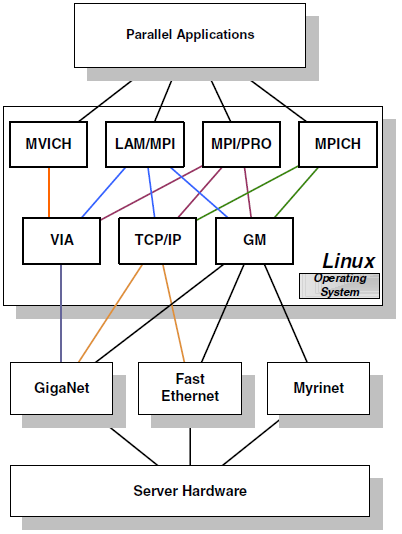 Parallel Applications
MVICH
LAM/MPI
MPI/PRO
MPICH
VIA
TCP/IP
GM
Linux
Operating
System
GigaNet
Fast
Ethernet
Myrinet
Server Hardware